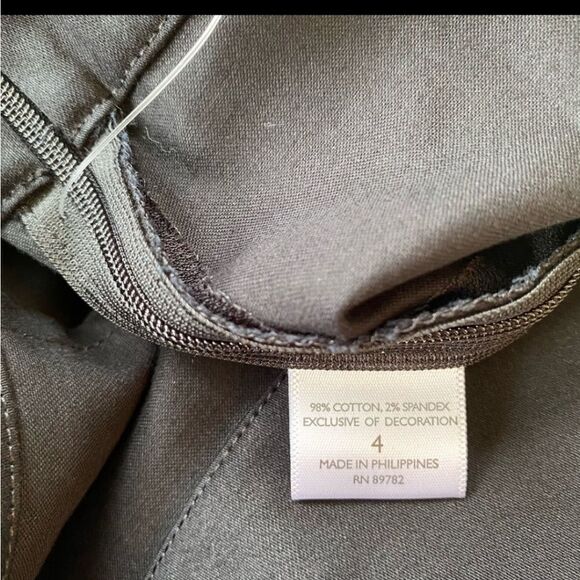 98% COTTON, 2% SPANDEX
EXCLUSIVE OF DECORATION
4
MADE IN PHILIPPINES
RN 89782